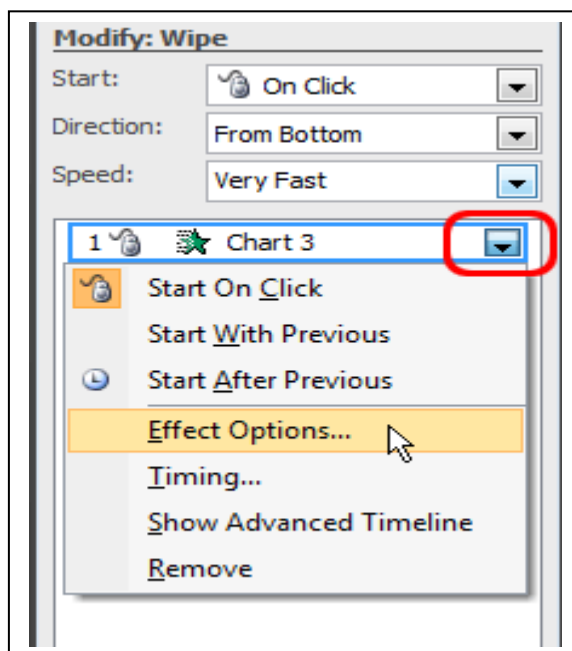 Modify: Wipe
Start: On Click
Direction: From Bottom
Speed: Very Fast
1 Chart 3
Start On Click
Start With Previous
Start After Previous
Effect Options...
Timing...
Show Advanced Timeline
Remove